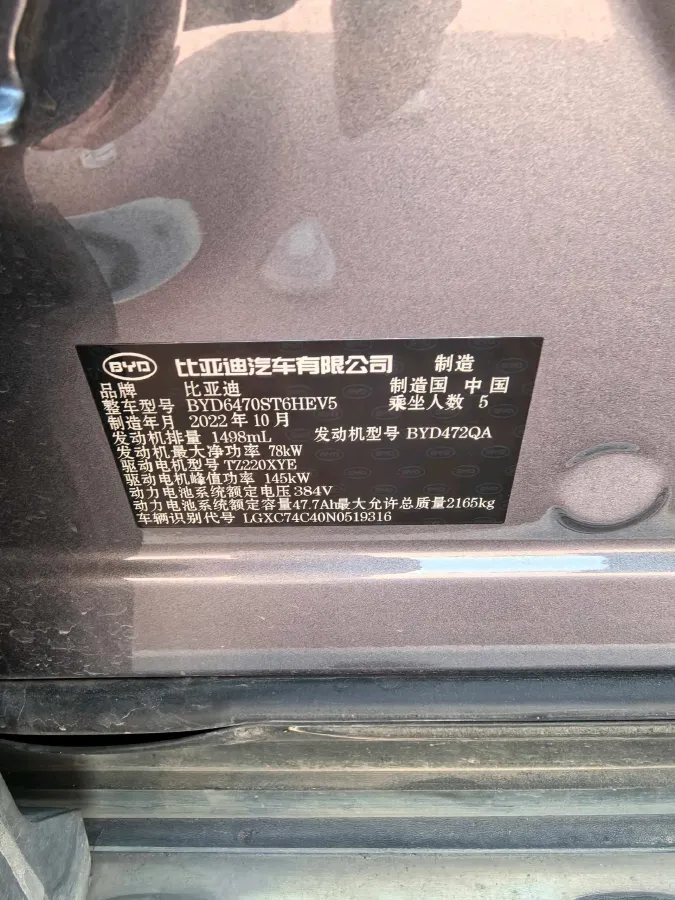 BYD 比亚迪汽车有限公司 制造
品牌 比亚迪 制造国 中国
整车型号 BYD6470ST6HEV5 乘坐人数 5
制造年月 2022年10月
发动机排量 1498mL 发动机型号 BYD472QA
发动机最大净功率 78kW
驱动电机型号 TZ220XYE
驱动电机峰值功率 145kW
动力电池系统额定电压 384V
动力电池系统额定容量 47.7Ah 最大允许总质量 2165kg
车辆识别代号 LGXC74C40N0519316